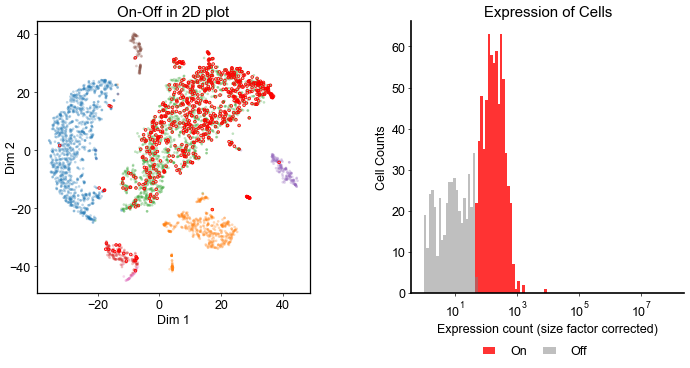 On-Off in 2D plot
Dim 2
40
20
0
−20
−40
−20
0
20
40
Dim 1
Expression of Cells
Cell Counts
60
50
40
30
20
10
0
10^1
10^3
10^5
10^7
Expression count (size factor corrected)
On
Off